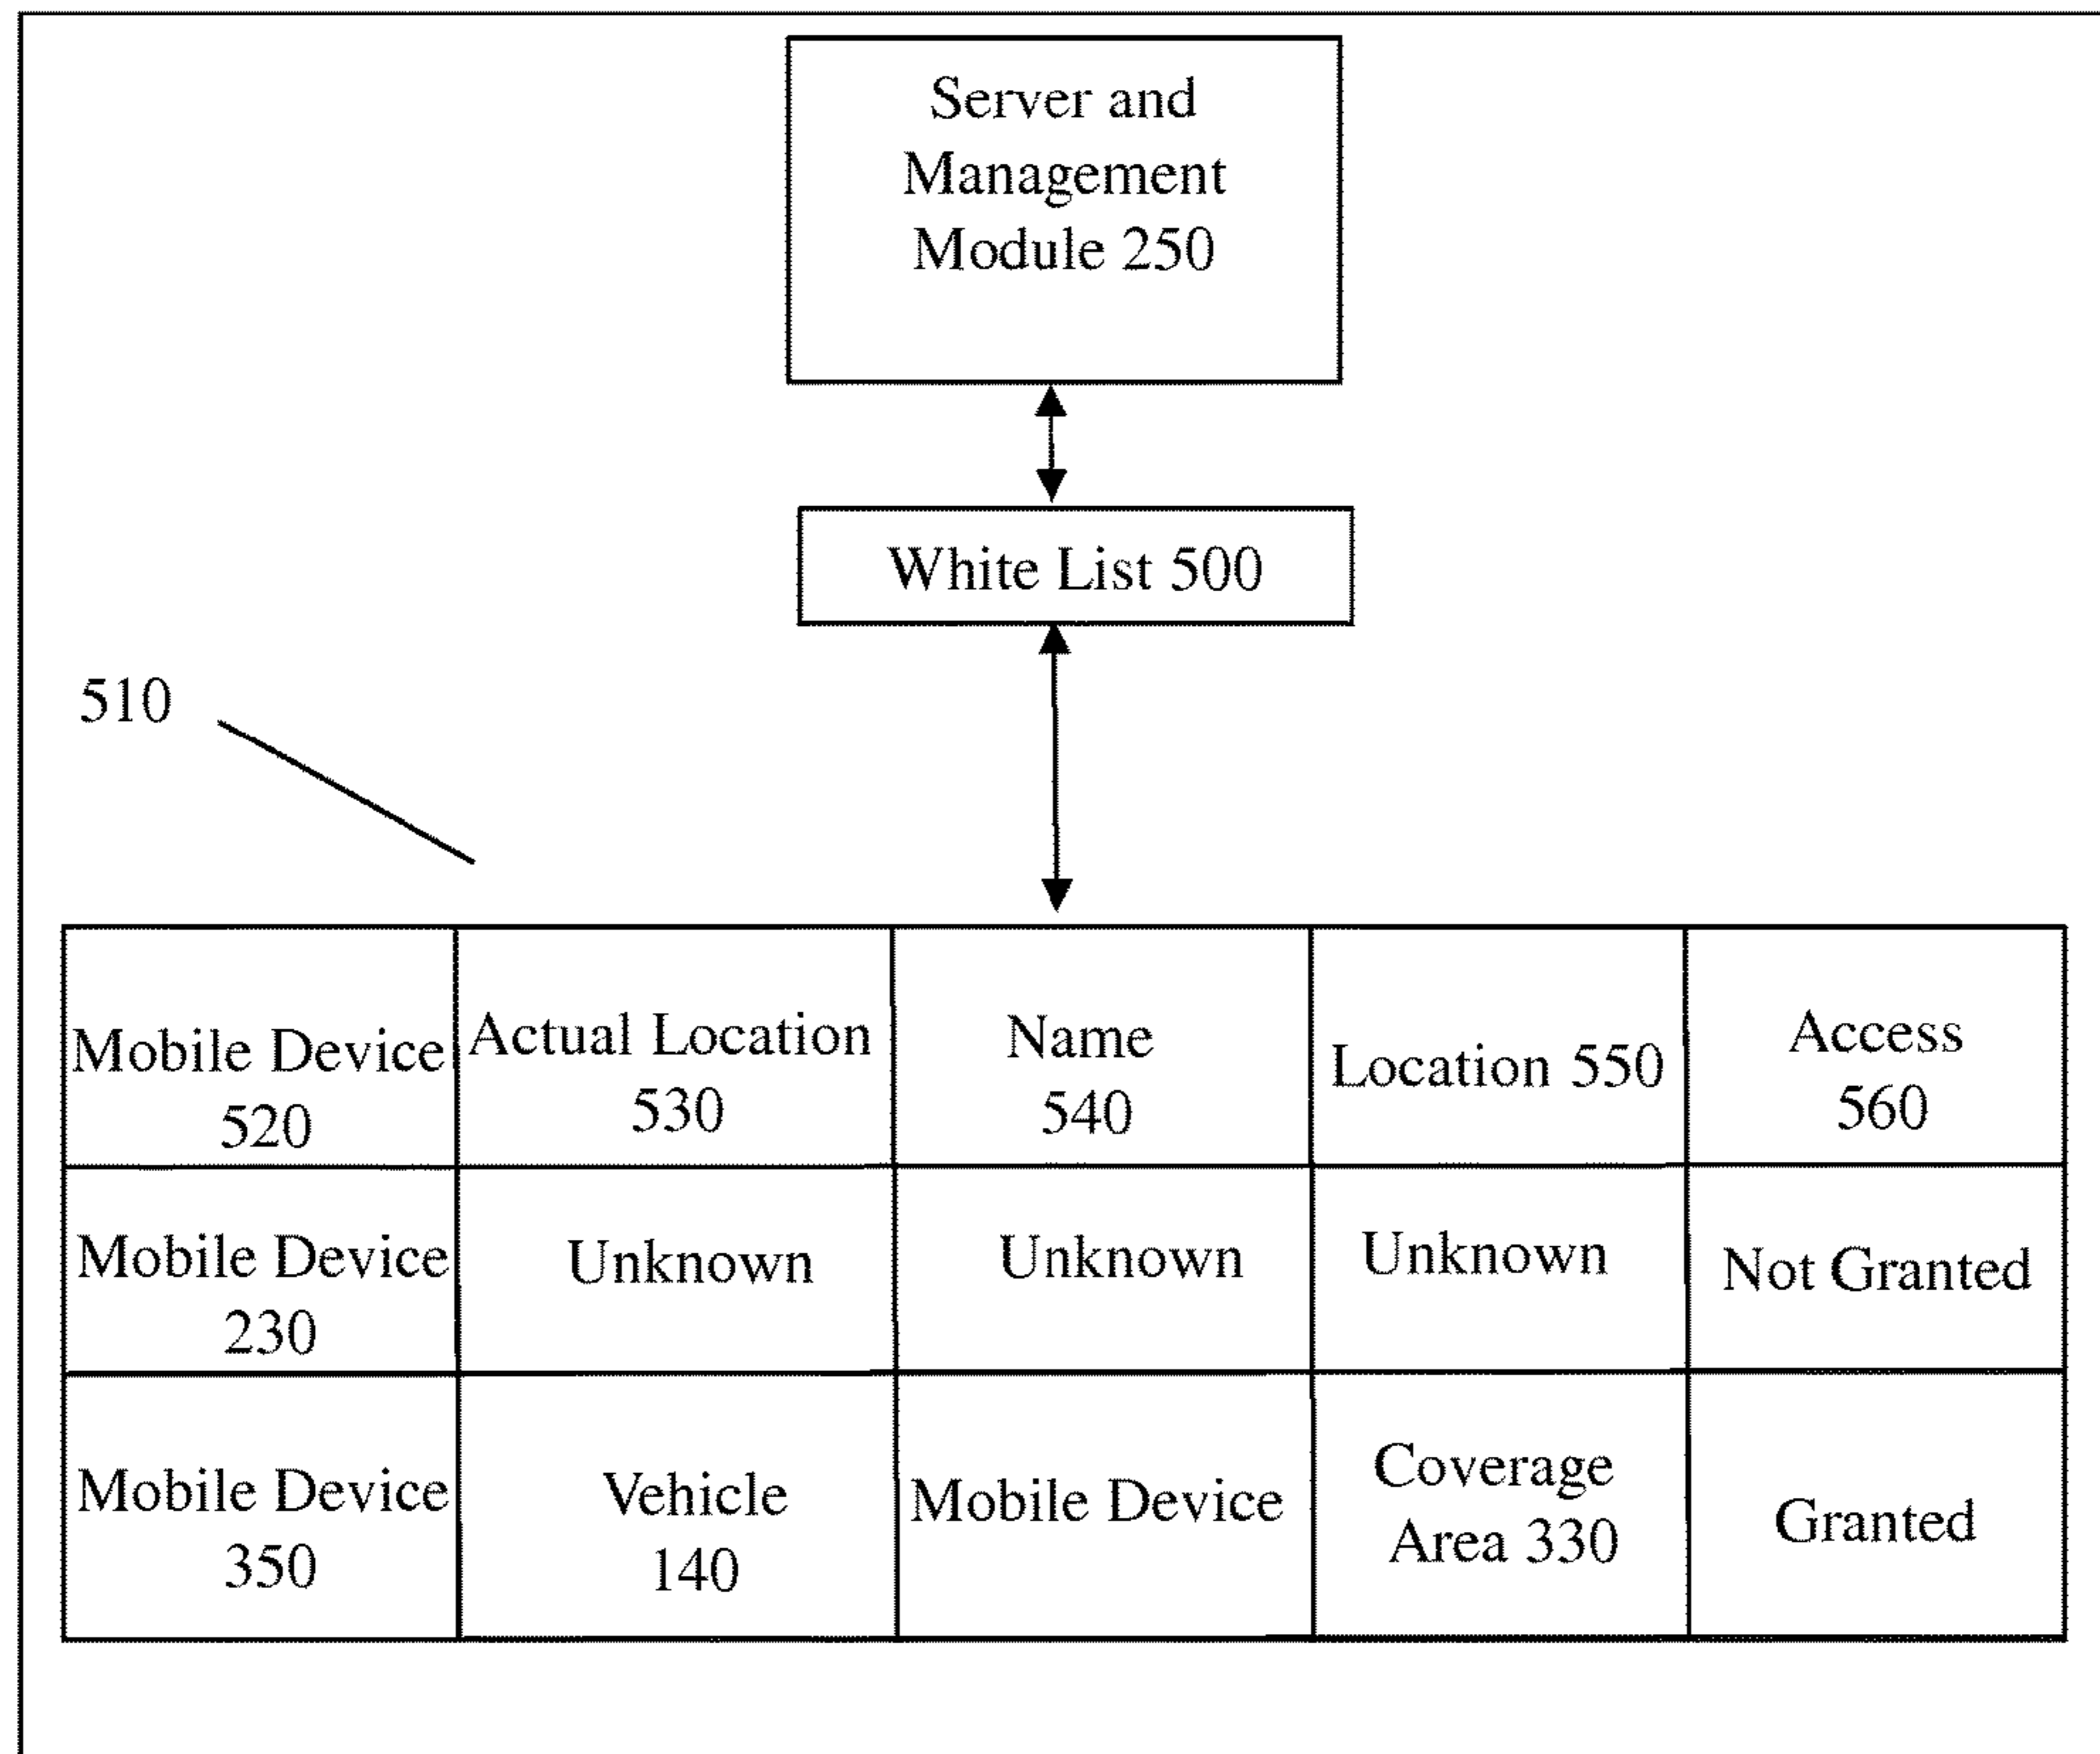 Server and
Management
Module 250
White List 500
510
Mobile Device
520
Actual Location
530
Name
540
Location 550
Access
560
Mobile Device
230
Unknown
Unknown
Unknown
Not Granted
Mobile Device
350
Vehicle
140
Mobile Device
Coverage
Area 330
Granted